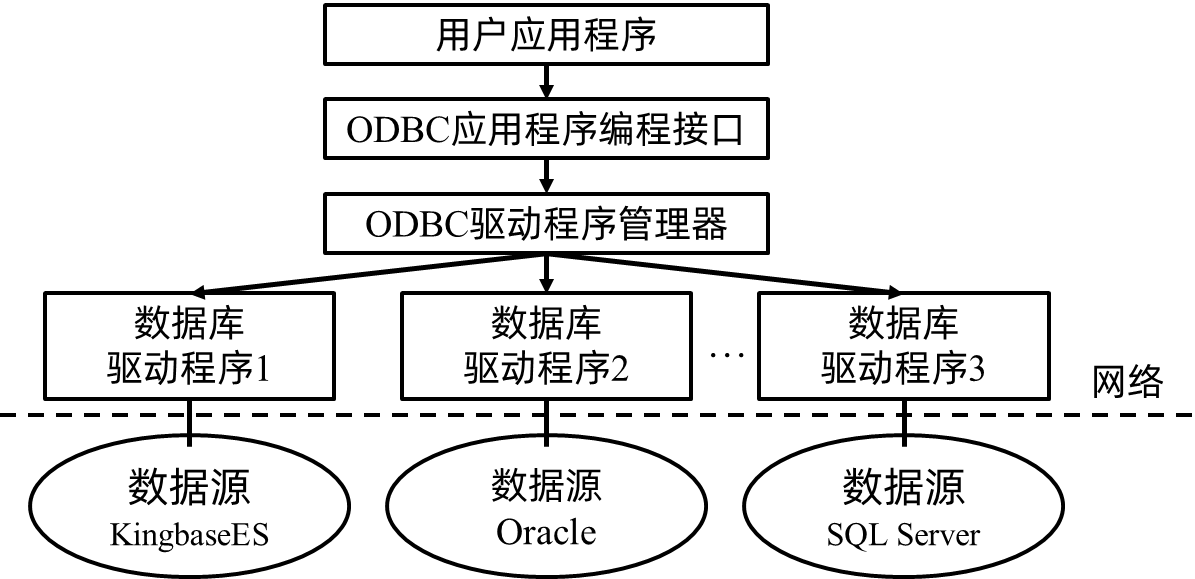 用户应用程序
ODBC应用程序编程接口
ODBC驱动程序管理器
数据库
驱动程序1
数据库
驱动程序2
…
数据库
驱动程序3
网络
数据源
KingbaseES
数据源
Oracle
数据源
SQL Server